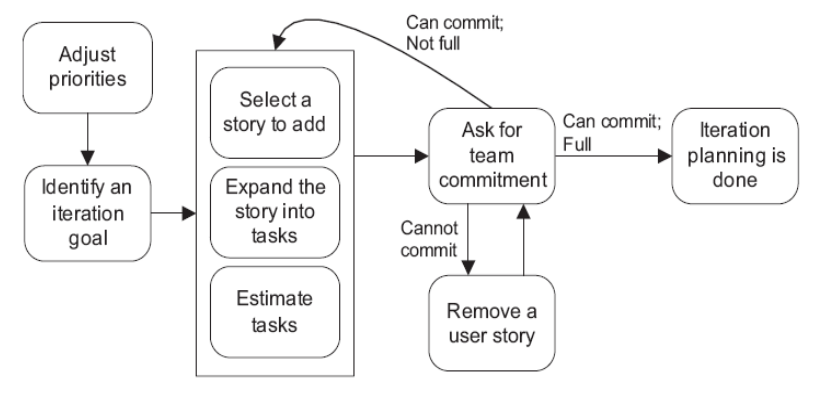 Adjust
priorities
Identify an
iteration
goal
Select a
story to add
Expand the
story into
tasks
Estimate
tasks
Can commit;
Not full
Ask for
team
commitment
Cannot
commit
Remove a
user story
Can commit;
Full
Iteration
planning is
done